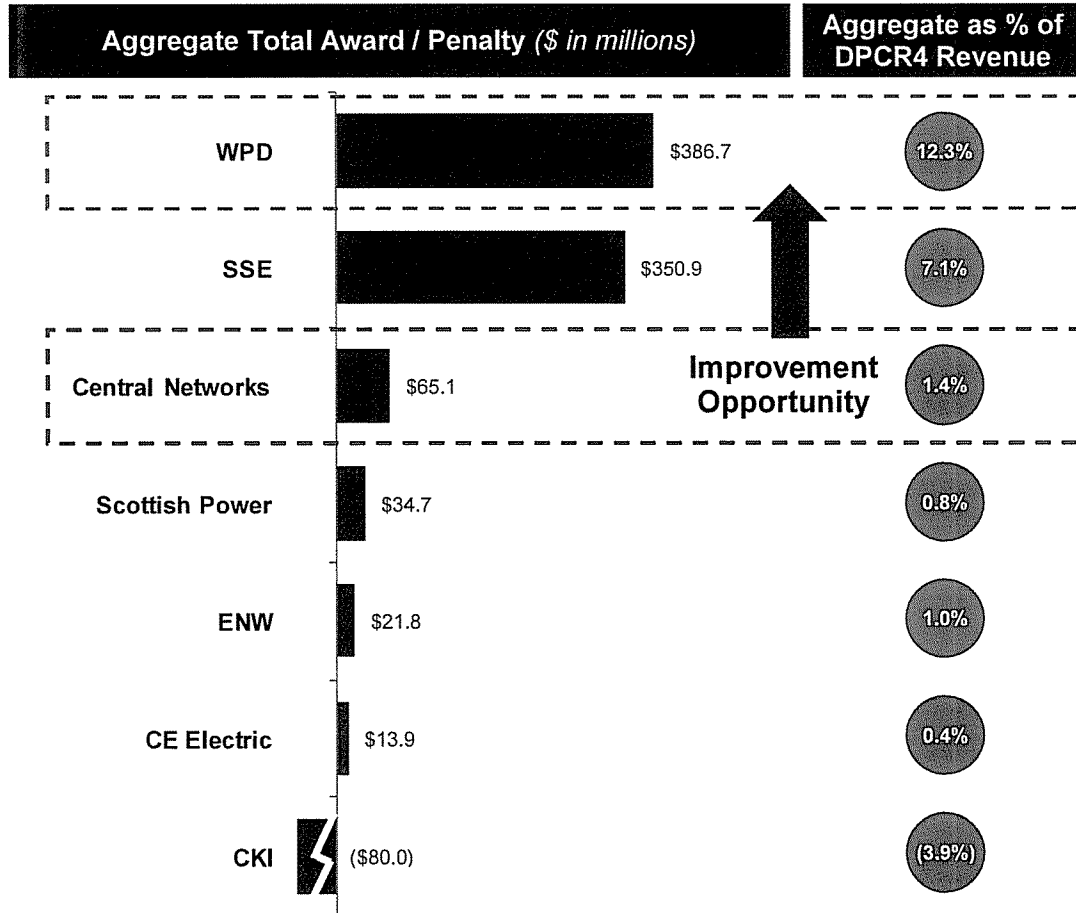 Aggregate Total Award / Penalty ($ in millions)
Aggregate as % of
DPCR4 Revenue
WPD
$386.7
12.3%
SSE
$350.9
7.1%
Improvement
Opportunity
Central Networks
$65.1
1.4%
Scottish Power
$34.7
0.8%
ENW
$21.8
1.0%
CE Electric
$13.9
0.4%
CKI
($80.0)
(3.9%)